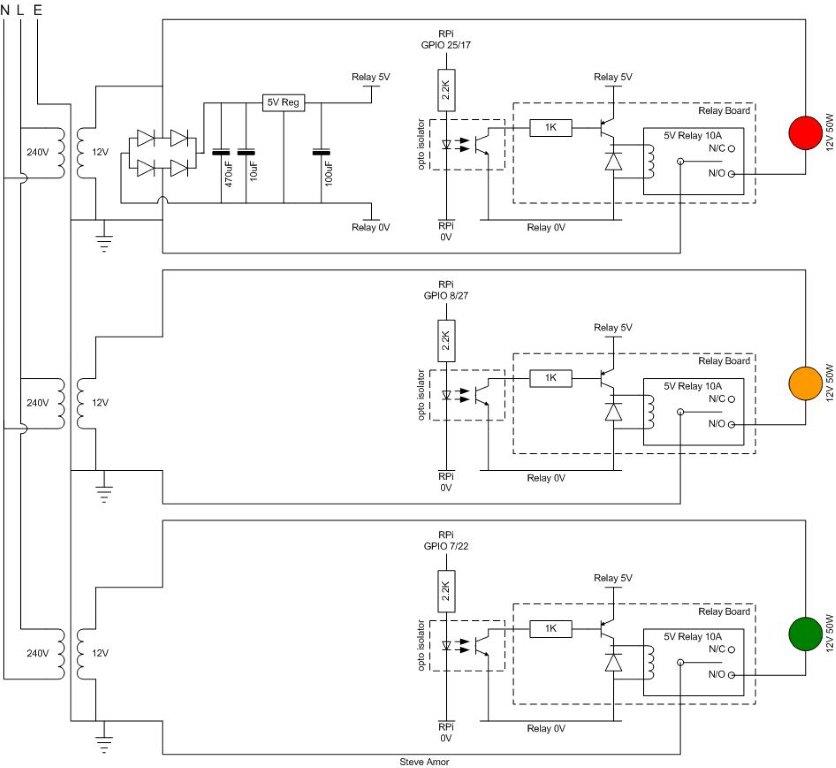 N L E
RPi
GPIO 25/17
Relay 5V
Relay 5V
5V Reg
2.2K
Relay Board
opto isolator
1K
5V Relay 10A
N/C
N/O
12V 50W
240V
12V
470uF
10uF
100uF
Relay 0V
RPi
0V
Relay 0V
RPi
GPIO 8/27
Relay 5V
2.2K
Relay Board
opto isolator
1K
5V Relay 10A
N/C
N/O
12V 50W
240V
12V
RPi
0V
Relay 0V
RPi
GPIO 7/22
Relay 5V
2.2K
Relay Board
opto isolator
1K
5V Relay 10A
N/C
N/O
12V 50W
240V
12V
RPi
0V
Relay 0V
Steve Amor